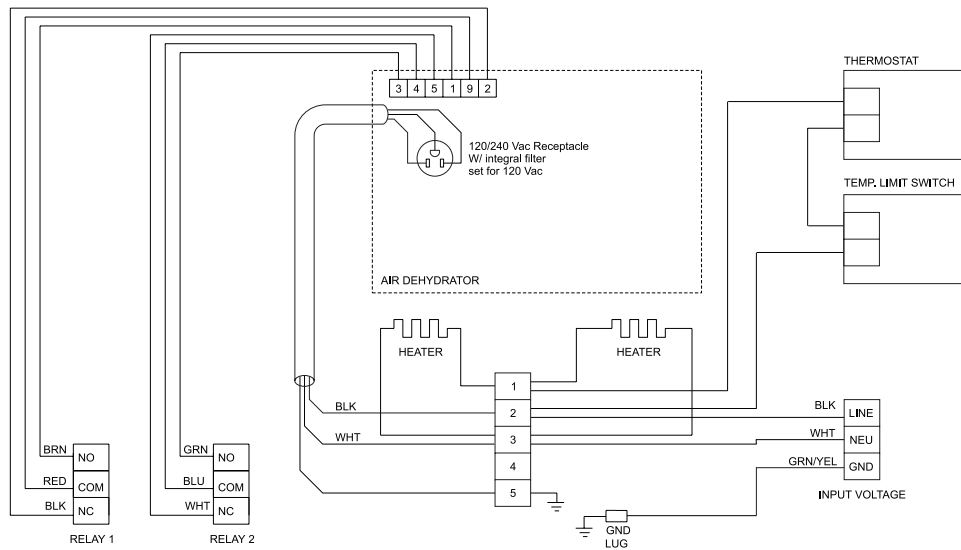 THERMOSTAT
3 4 5 1 9 2
120/240 Vac Receptacle
W/ integral filter
set for 120 Vac
TEMP. LIMIT SWITCH
AIR DEHYDRATOR
HEATER
HEATER
1
2
3
4
5
BLK
WHT
BLK
LINE
WHT
NEU
GRN/YEL
GND
INPUT VOLTAGE
GND
LUG
BRN
NO
RED
COM
BLK
NC
RELAY 1
GRN
NO
BLU
COM
WHT
NC
RELAY 2